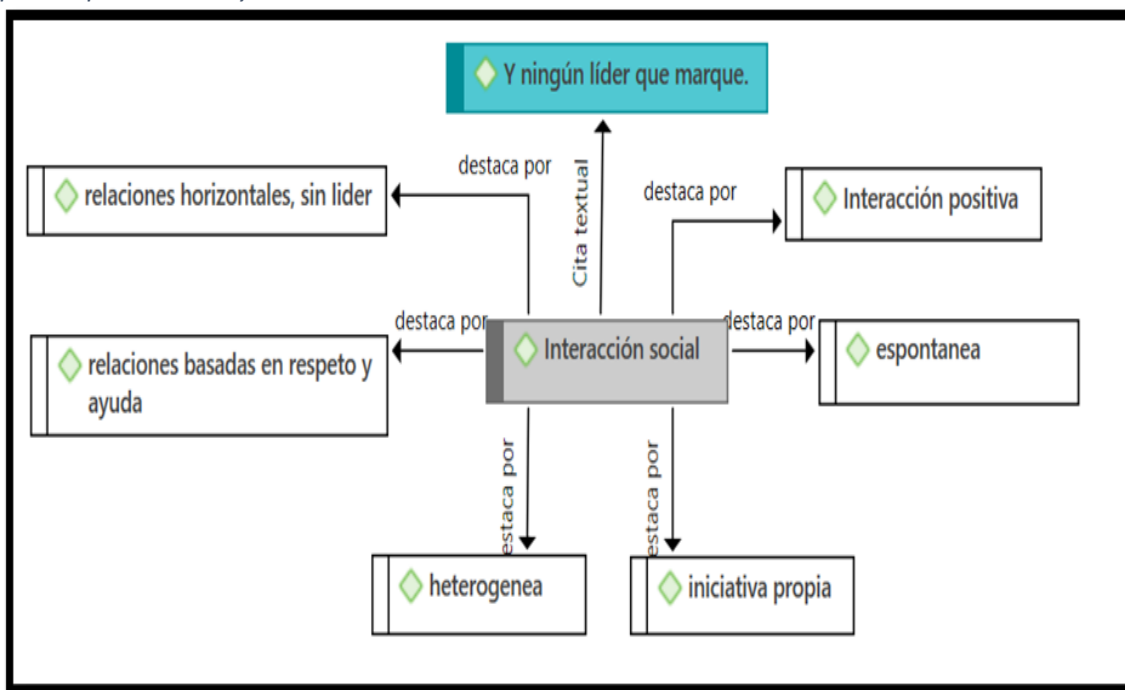 Y ningún líder que marque.
destaca por
relaciones horizontales, sin lider
Cita textual
destaca por
Interacción positiva
destaca por
relaciones basadas en respeto y
ayuda
Interacción social
destaca por
espontanea
estaca por
heterogenea
estaca por
iniciativa propia